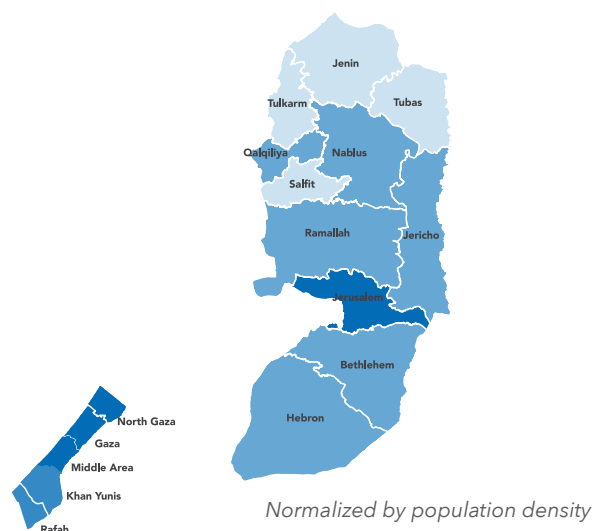 Jenin
Tulkarm
Tubas
Qalqiliya
Nablus
Salfit
Ramallah
Jericho
Jerusalem
Bethlehem
Hebron
North Gaza
Gaza
Middle Area
Khan Yunis
Rafah
Normalized by population density